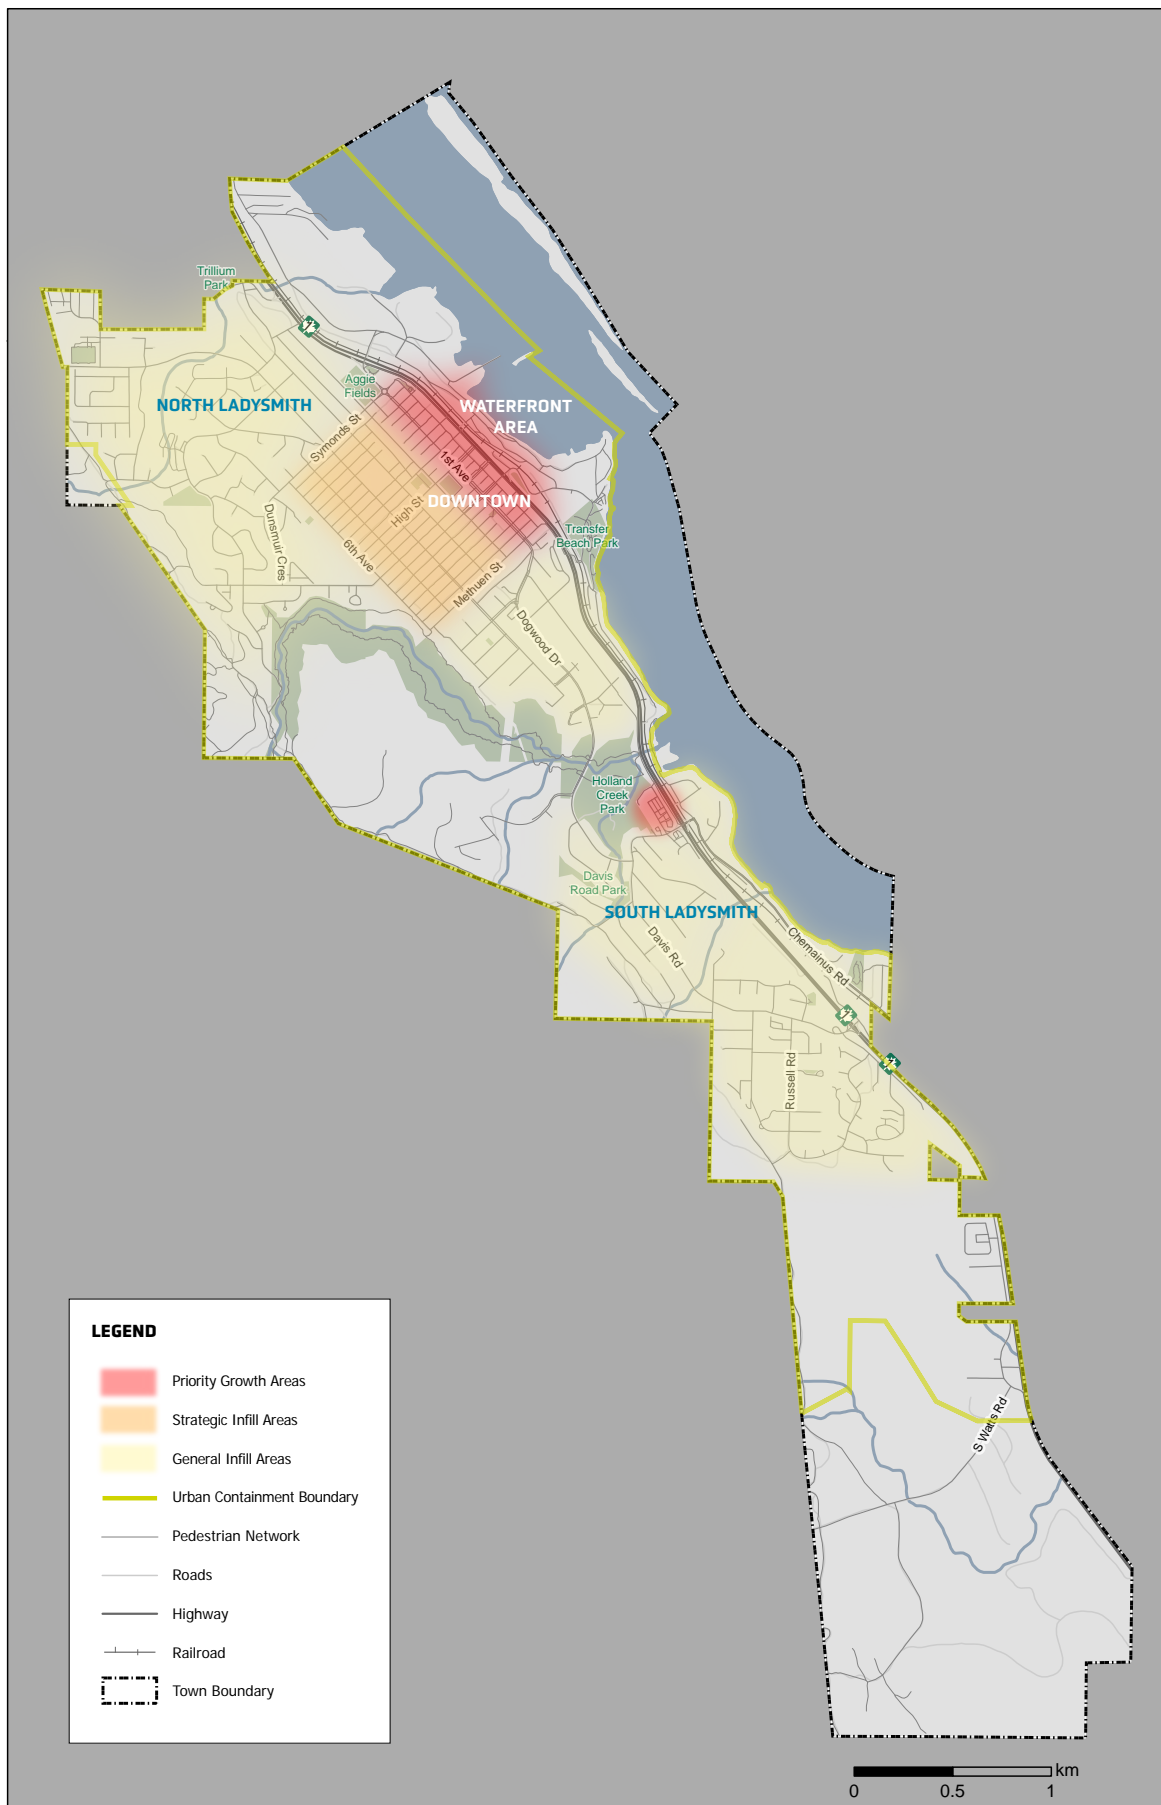 Trillium
Park
1
Aggie
Fields
NORTH LADYSMITH
WATERFRONT
AREA
Symonds St
1st Ave
DOWNTOWN
High St
Dunsmuir Cres
6th Ave
Transfer
Beach Park
Methuen St
Dogwood Dr
Holland
Creek
Park
Davis
Road Park
SOUTH LADYSMITH
Davis Rd
Chemainus Rd
1
Russell Rd
1
S Watts Rd
LEGEND
Priority Growth Areas
Strategic Infill Areas
General Infill Areas
Urban Containment Boundary
Pedestrian Network
Roads
Highway
Railroad
Town Boundary
km
0 0.5 1